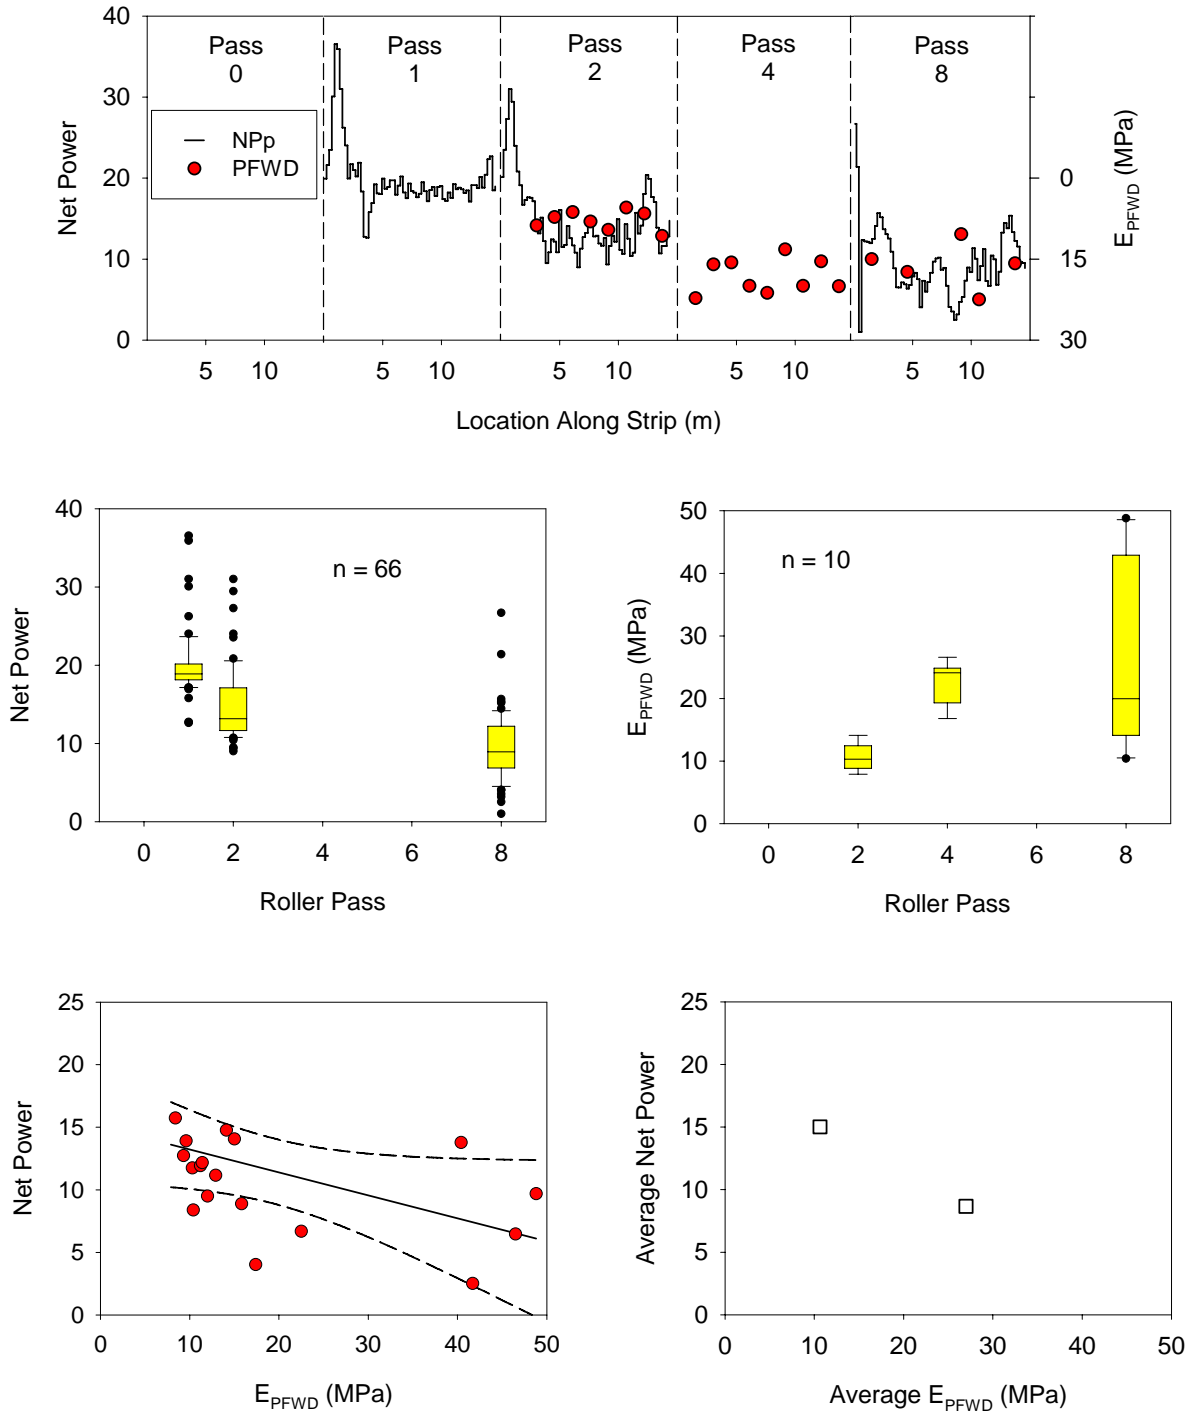 40
30
20
10
0
Net Power
Pass
0
Pass
1
Pass
2
Pass
4
Pass
8
NPp
PFWD
0
15
30
E_PFWD (MPa)
5 10 5 10 5 10 5 10 5 10
Location Along Strip (m)
40
30
20
10
0
Net Power
n = 66
0 2 4 6 8
Roller Pass
50
40
30
20
10
0
E_PFWD (MPa)
n = 10
0 2 4 6 8
Roller Pass
25
20
15
10
5
0
Net Power
0 10 20 30 40 50
E_PFWD (MPa)
25
20
15
10
5
0
Average Net Power
0 10 20 30 40 50
Average E_PFWD (MPa)